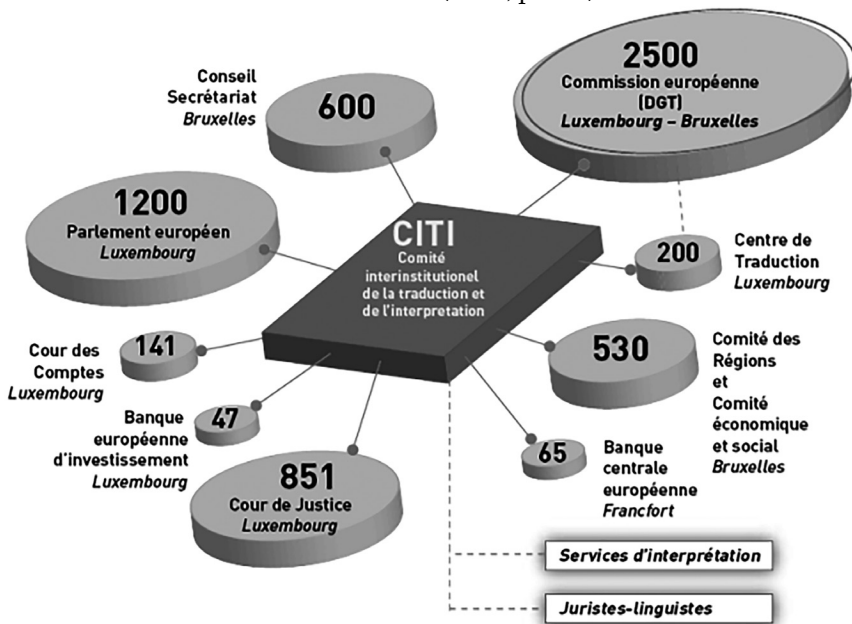 2500
Commission européenne
(DGT)
Luxembourg – Bruxelles
Conseil
Secrétariat
Bruxelles
600
1200
Parlement européen
Luxembourg
CITI
Comité
interinstitutionel
de la traduction et
de l'interpretation
200
Centre de
Traduction
Luxembourg
141
Cour des
Comptes
Luxembourg
530
Comité des
Régions
et
Comité
économique
et social
Bruxelles
47
Banque
européenne
d'investissement
Luxembourg
65
Banque
centrale
européenne
Francfort
851
Cour de Justice
Luxembourg
Services d'interprétation
Juristes-linguistes